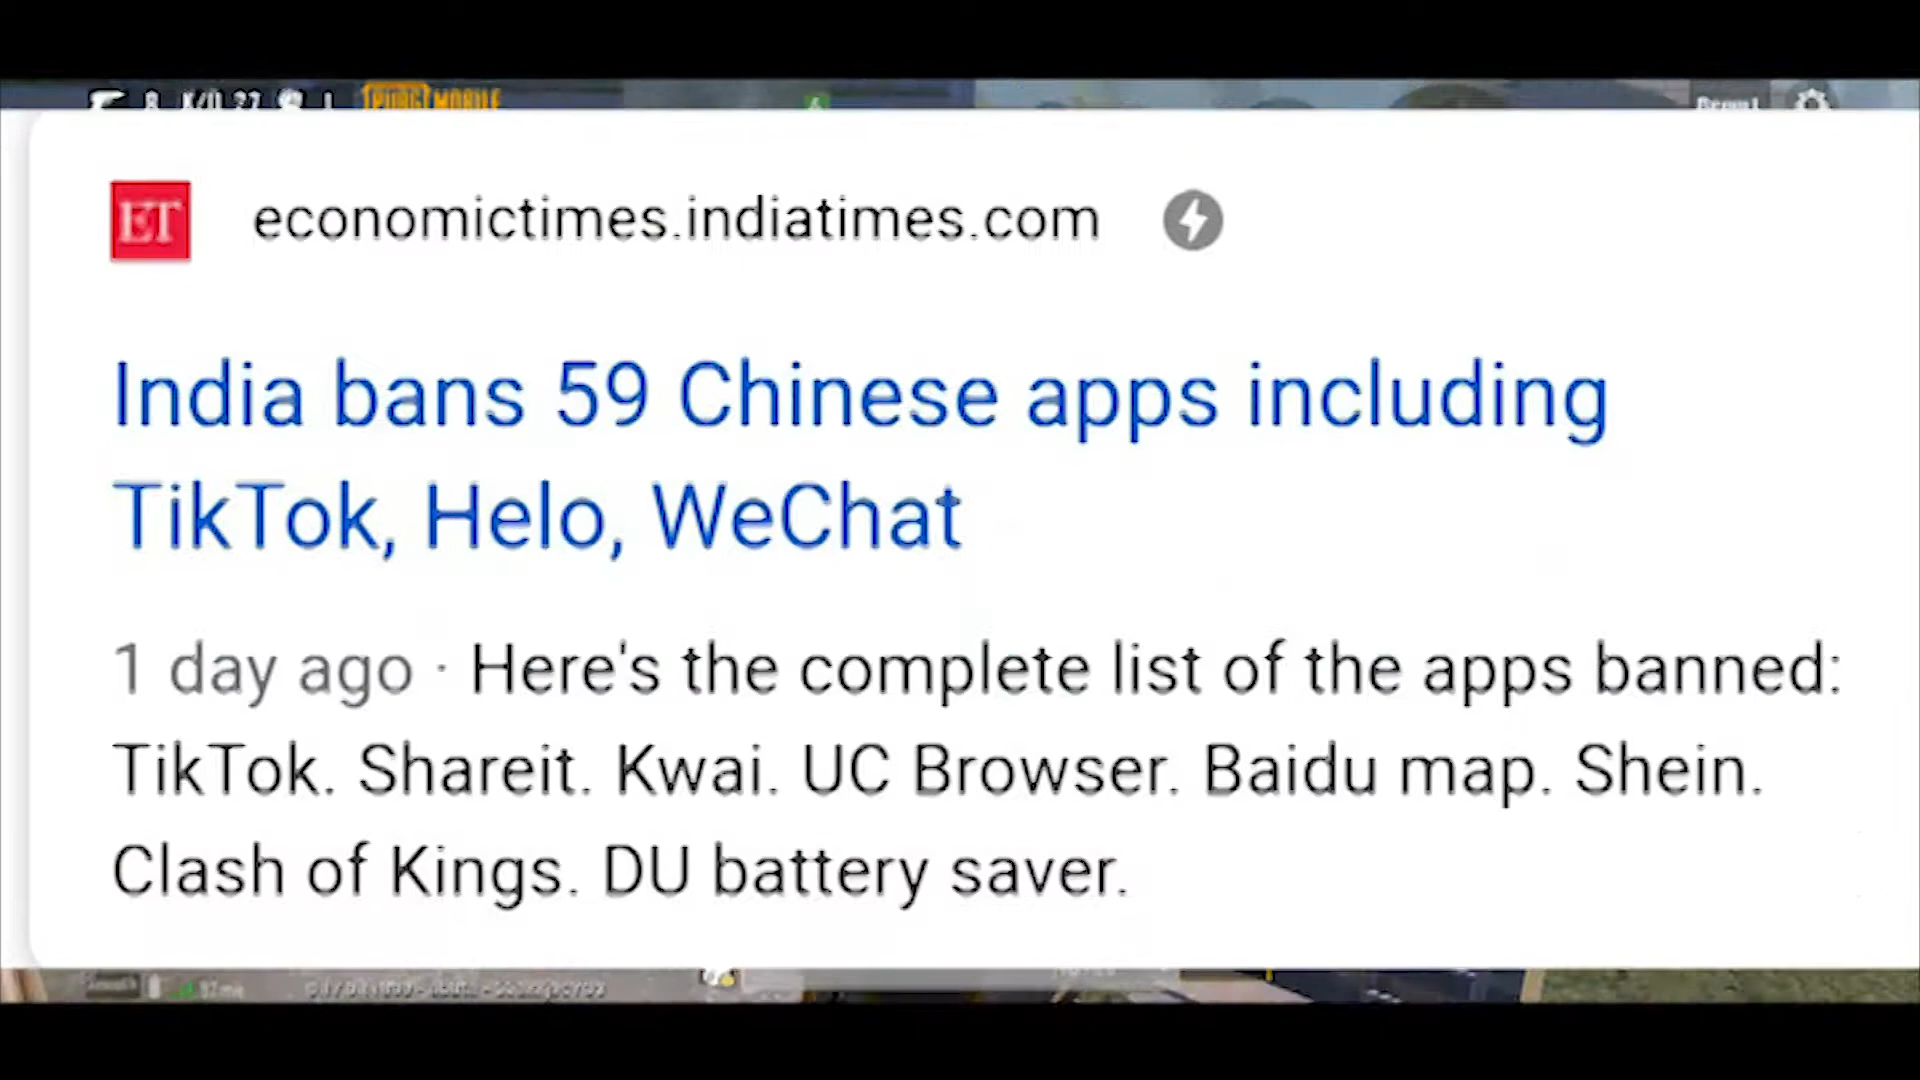 PUBG MOBILE
ET economictimes.indiatimes.com
India bans 59 Chinese apps including
TikTok, Helo, WeChat
1 day ago · Here's the complete list of the apps banned:
TikTok. Shareit. Kwai. UC Browser. Baidu map. Shein.
Clash of Kings. DU battery saver.